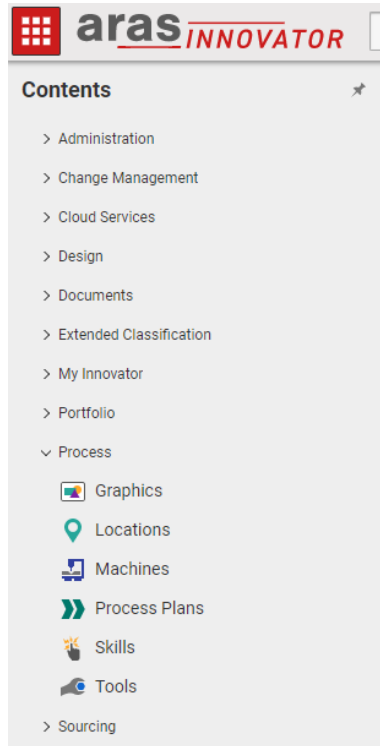 aras INNOVATOR
Contents
Administration
Change Management
Cloud Services
Design
Documents
Extended Classification
My Innovator
Portfolio
Process
Graphics
Locations
Machines
Process Plans
Skills
Tools
Sourcing